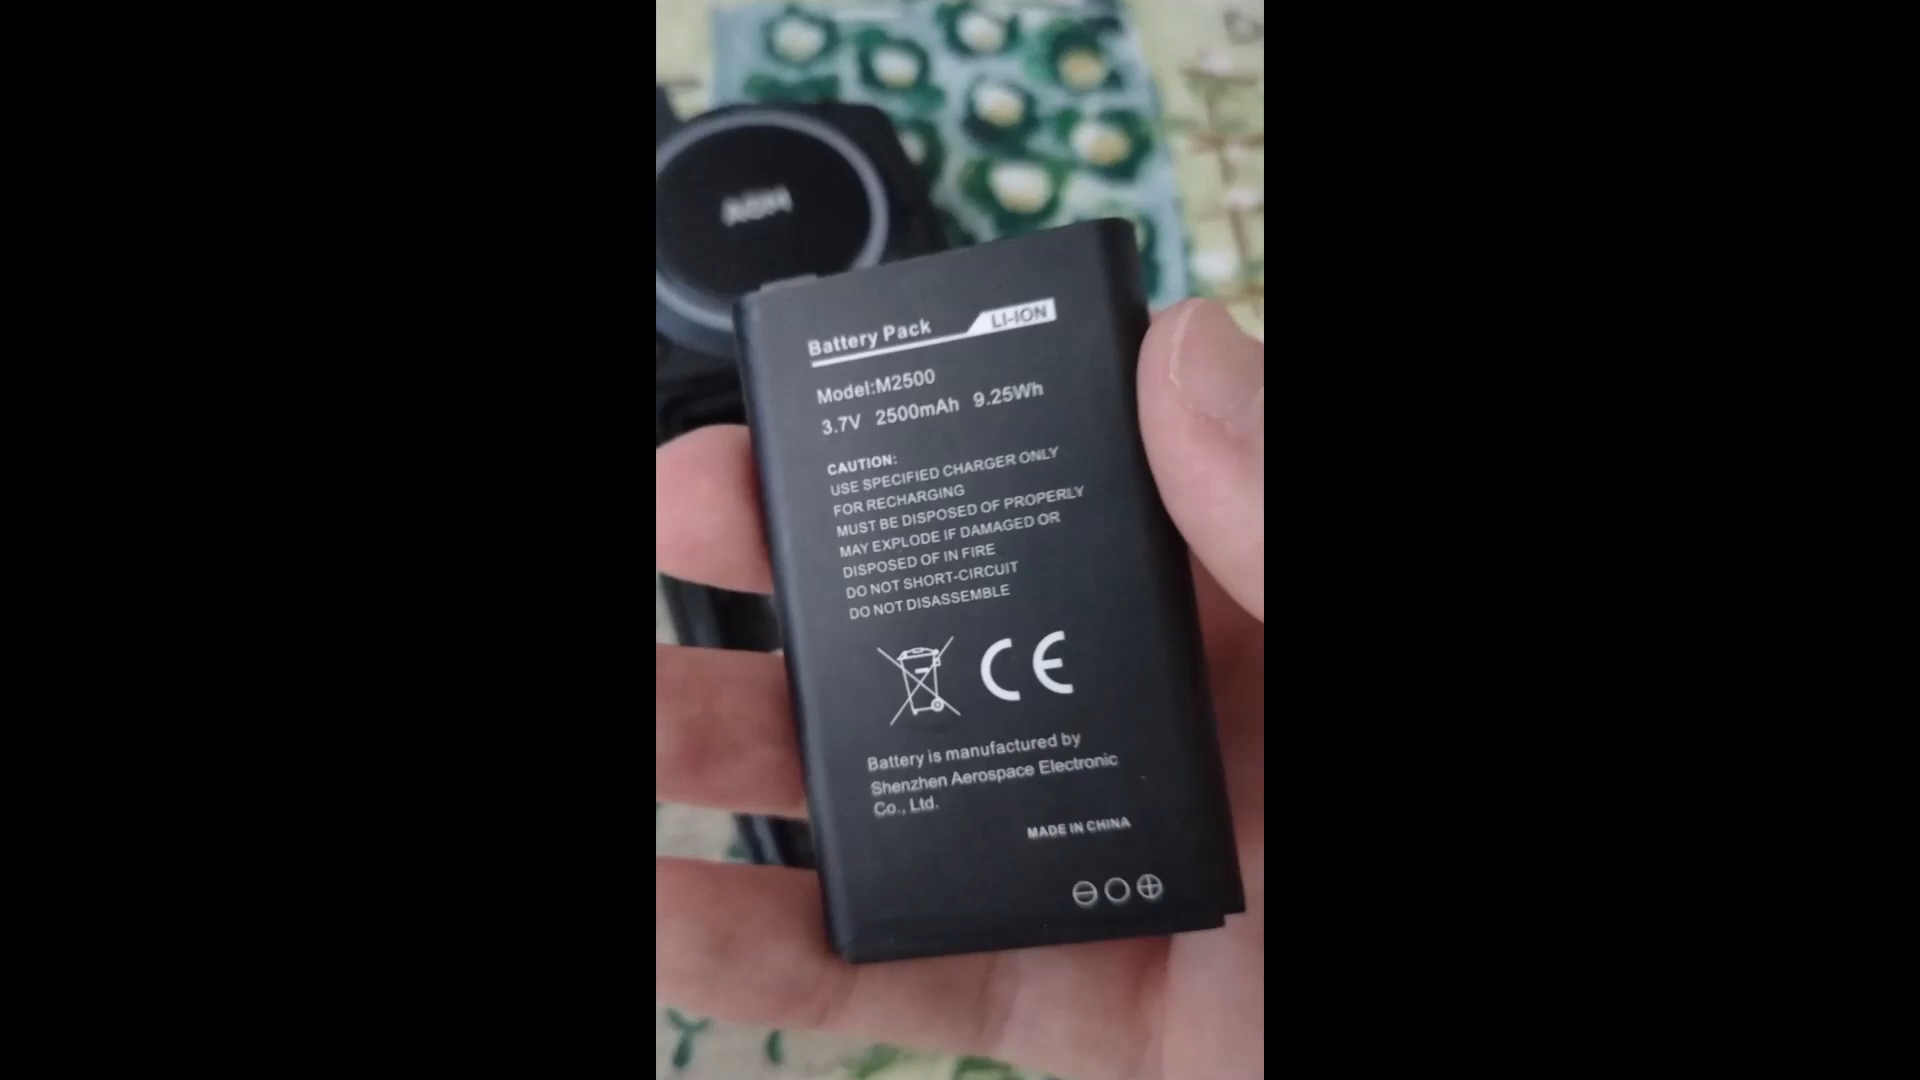 AGM
Battery Pack LI-ION
Model:M2500
3.7V 2500mAh 9.25Wh
CAUTION:
USE SPECIFIED CHARGER ONLY
FOR RECHARGING
MUST BE DISPOSED OF PROPERLY
MAY EXPLODE IF DAMAGED OR
DISPOSED OF IN FIRE
DO NOT SHORT-CIRCUIT
DO NOT DISASSEMBLE
CE
Battery is manufactured by
Shenzhen Aerospace Electronic
Co., Ltd.
MADE IN CHINA